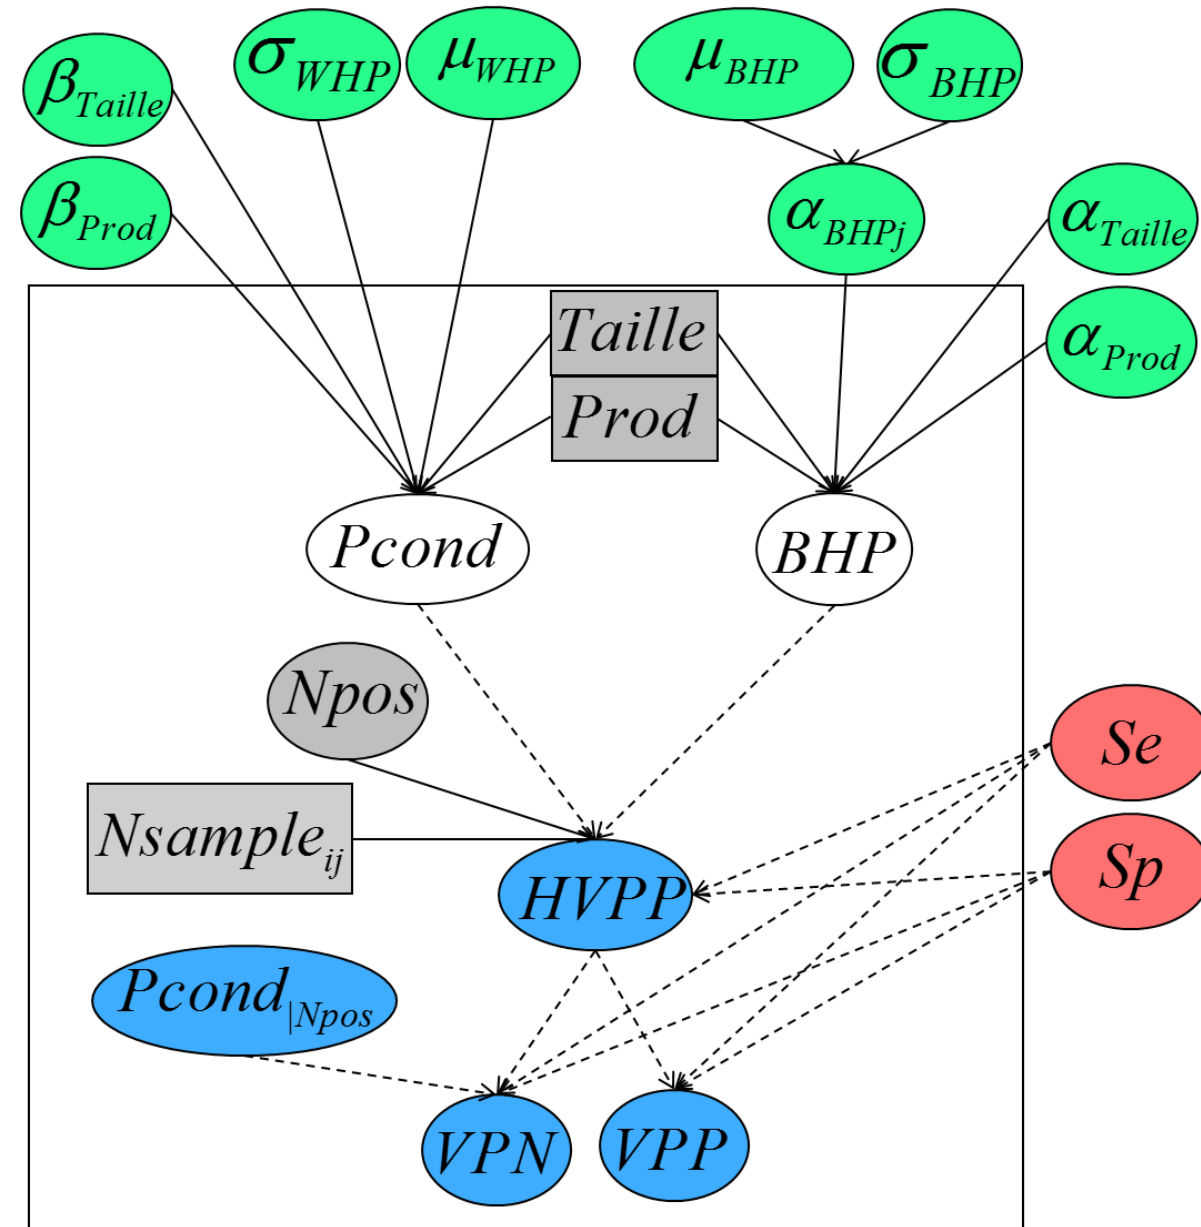 β_Taille
σ_WHP
μ_WHP
μ_BHP
σ_BHP
β_Prod
α_BHPj
α_Taille
Taille
α_Prod
Prod
Pcond
BHP
Npos
Se
Nsample_ij
Sp
HVPP
Pcond_|Npos
VPN
VPP